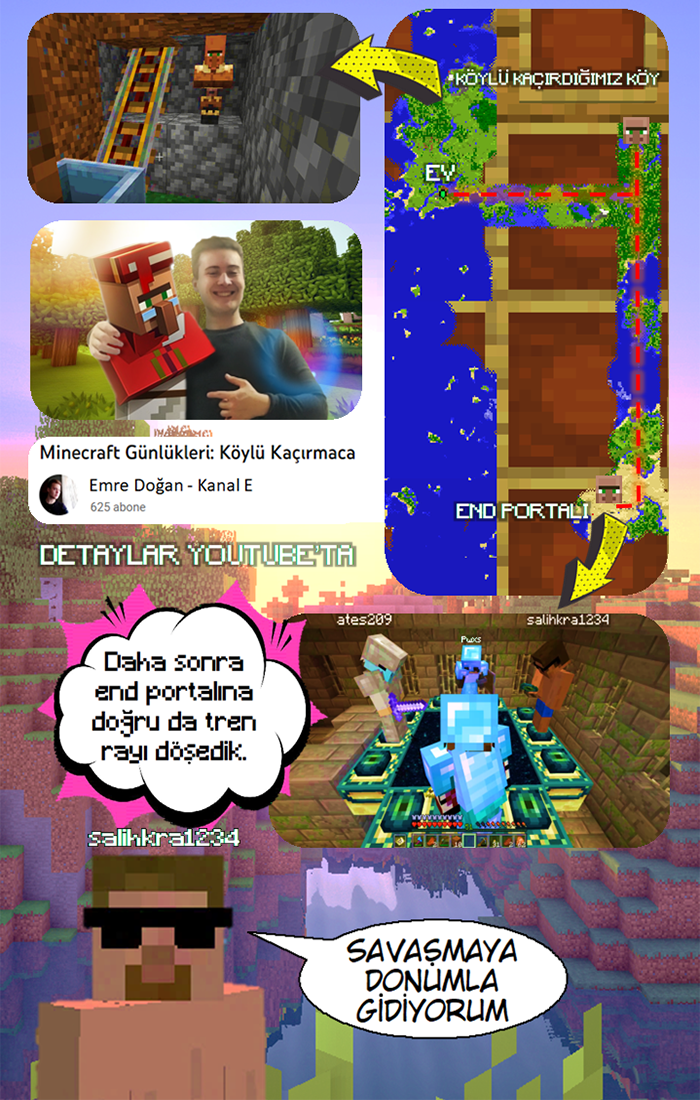 KÖYLÜ KAÇIRDIĞIMIZ KÖY
EV
Minecraft Günlükleri: Köylü Kaçırmaca
Emre Doğan - Kanal E
625 abone
END PORTALI
DETAYLAR YOUTUBE'TA
ates209
salihkra1234
Pwxs
Daha sonra
end portalına
doğru da tren
rayı döşedik.
salihkra1234
SAVAŞMAYA
DONUMLA
GİDİYORUM